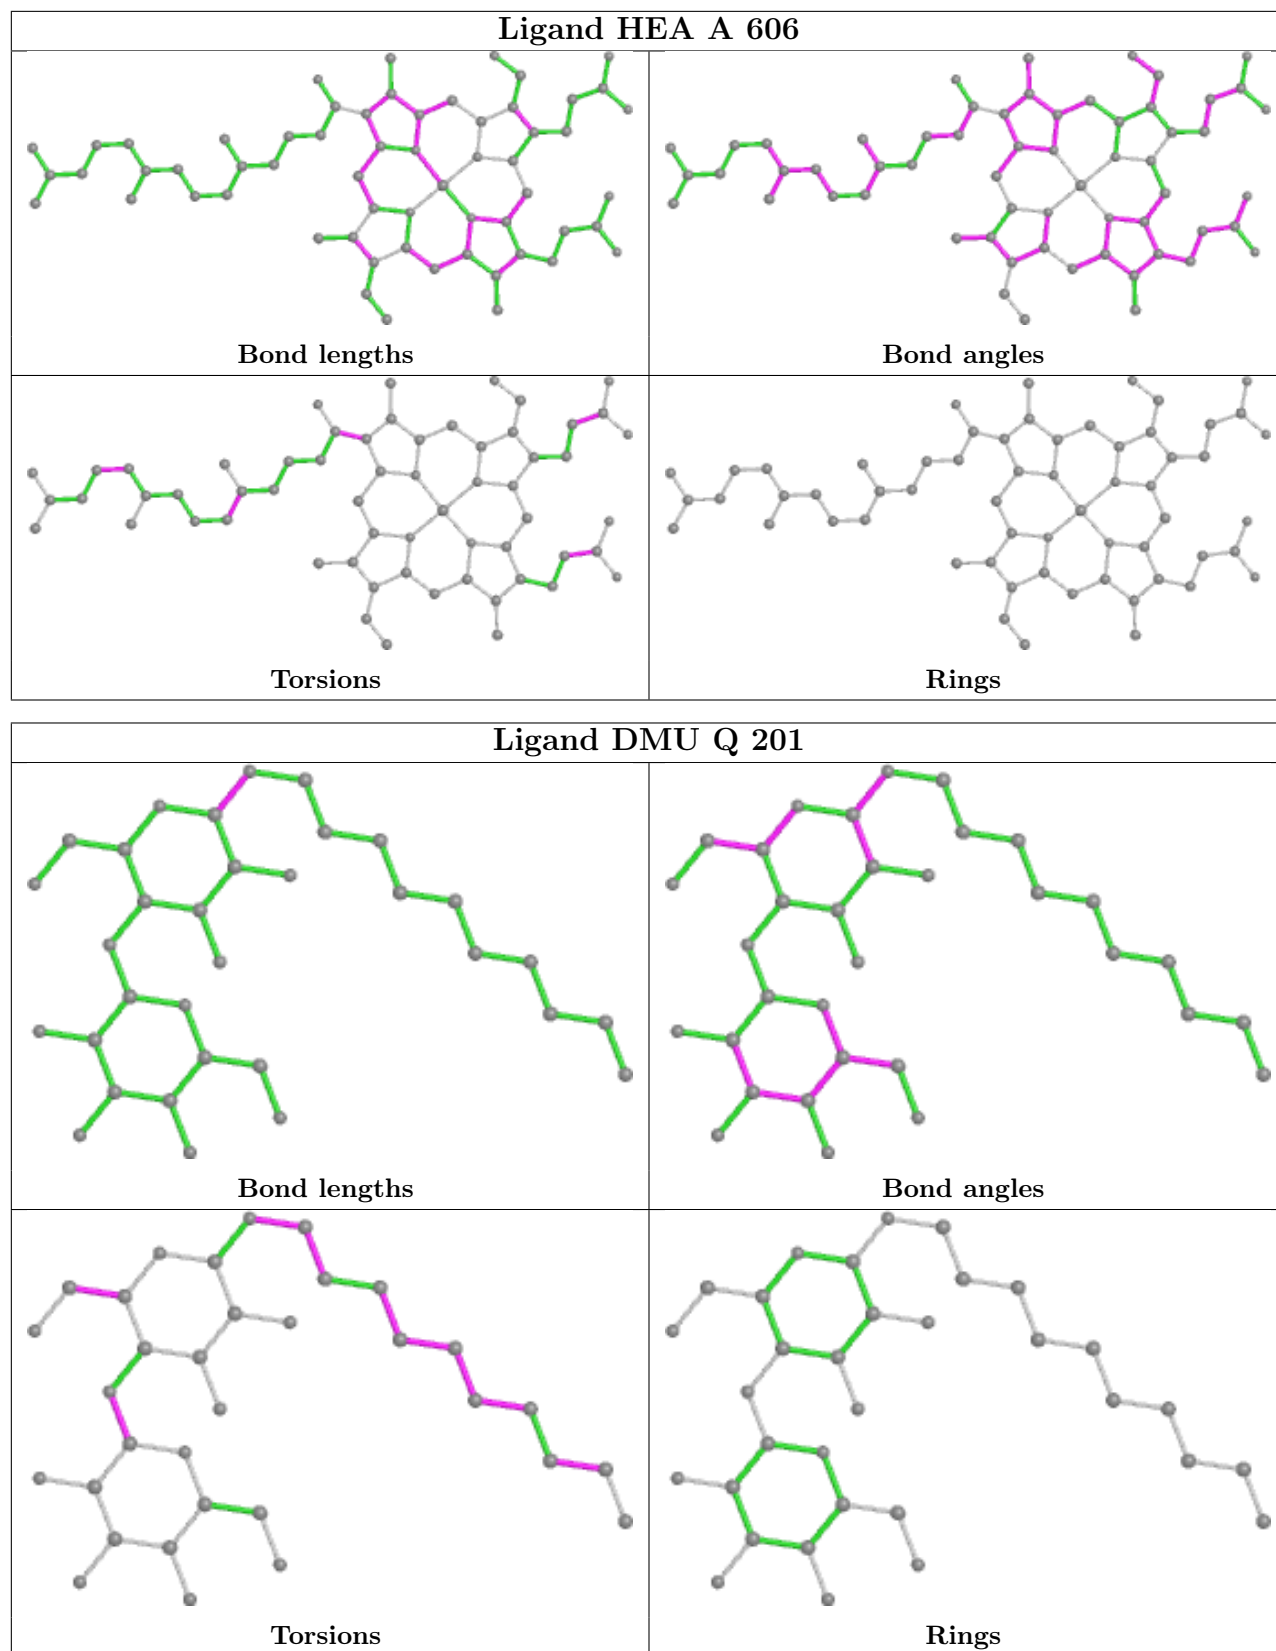 Ligand HEA A 606
Bond lengths
Bond angles
Torsions
Rings
Ligand DMU Q 201
Bond lengths
Bond angles
Torsions
Rings